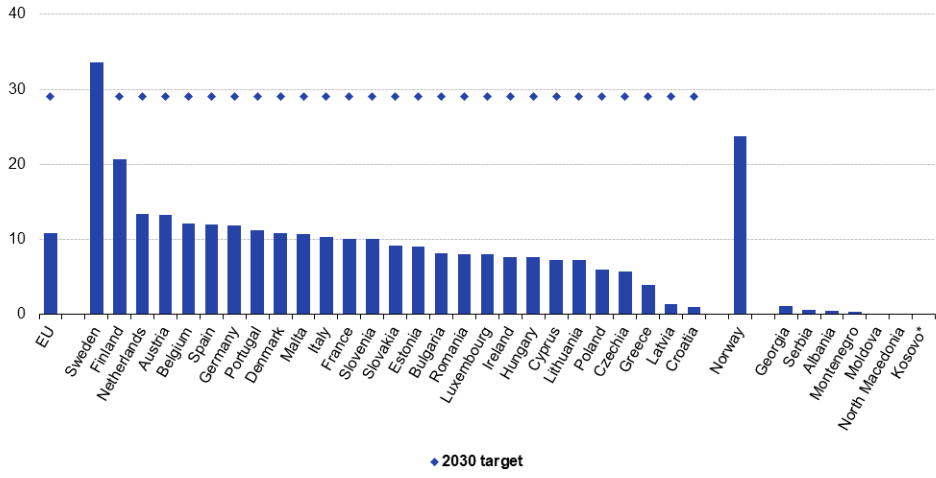 40
30
20
10
0
EU
Sweden
Finland
Netherlands
Austria
Belgium
Spain
Germany
Portugal
Denmark
Malta
Italy
France
Slovenia
Slovakia
Estonia
Bulgaria
Romania
Luxembourg
Ireland
Hungary
Cyprus
Lithuania
Poland
Czechia
Greece
Latvia
Croatia
Norway
Georgia
Serbia
Albania
Montenegro
Moldova
North Macedonia
Kosovo*
2030 target